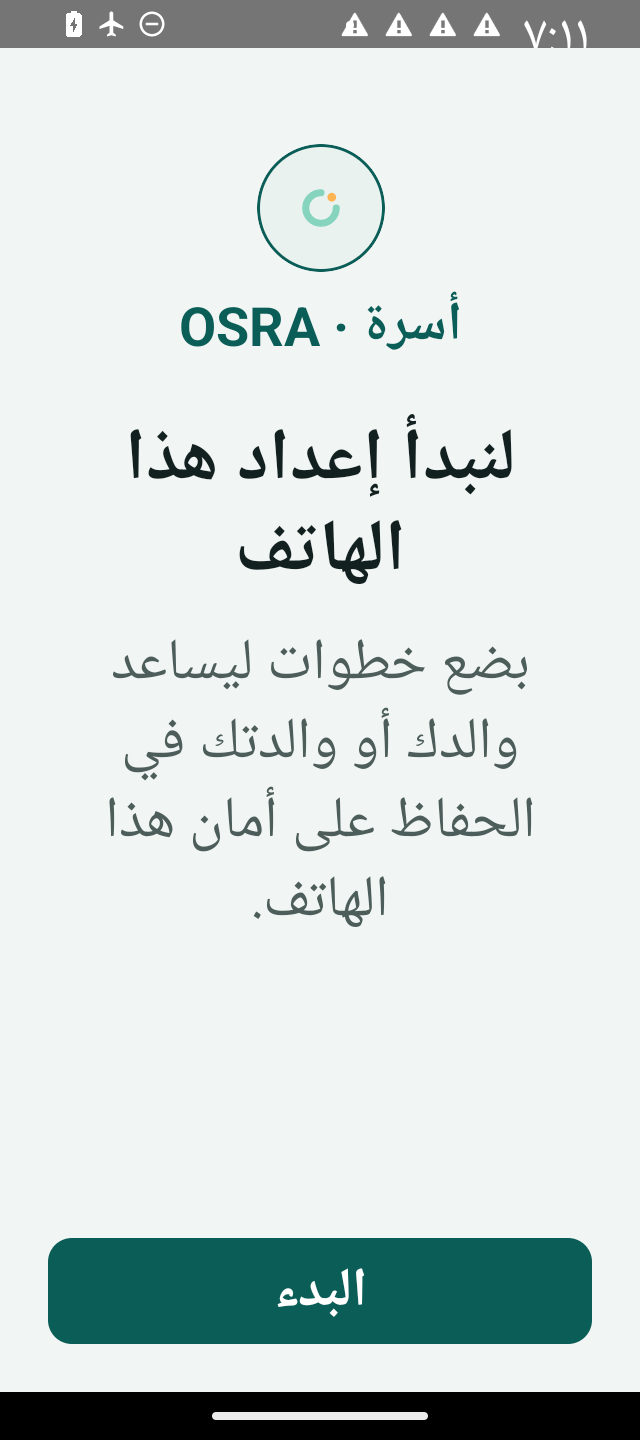 ٧:١١
أسرة · OSRA
لنبدأ إعداد هذا
الهاتف
بضع خطوات ليساعد
والدك أو والدتك في
الحفاظ على أمان هذا
الهاتف.
البدء